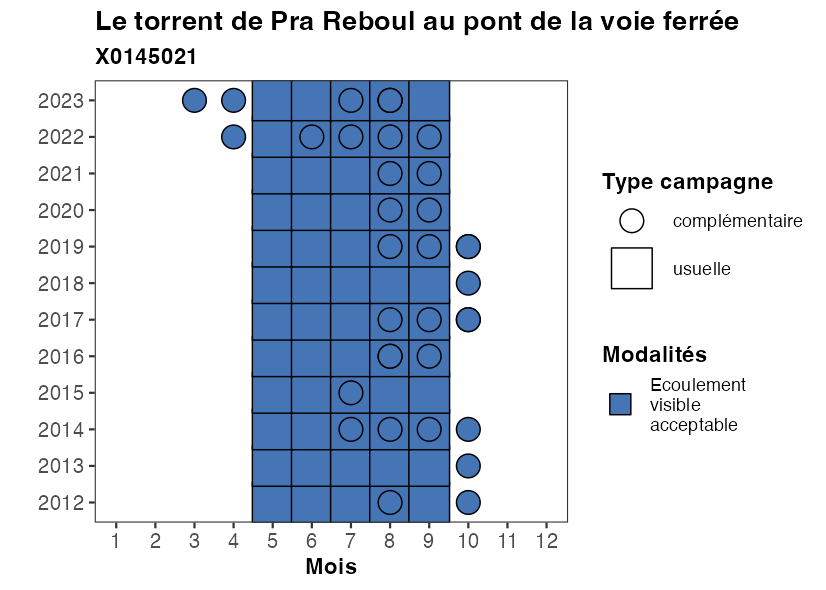 Le torrent de Pra Reboul au pont de la voie ferrée
X0145021
2023
2022
2021
2020
2019
2018
2017
2016
2015
2014
2013
2012
1 2 3 4 5 6 7 8 9 10 11 12
Mois
Type campagne
complémentaire
usuelle
Modalités
Ecoulement
visible
acceptable